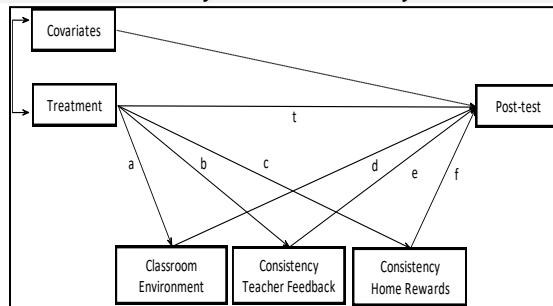 Covariates
Treatment
Post-test
t
a
b
c
d
e
f
Classroom
Environment
Consistency
Teacher Feedback
Consistency
Home Rewards